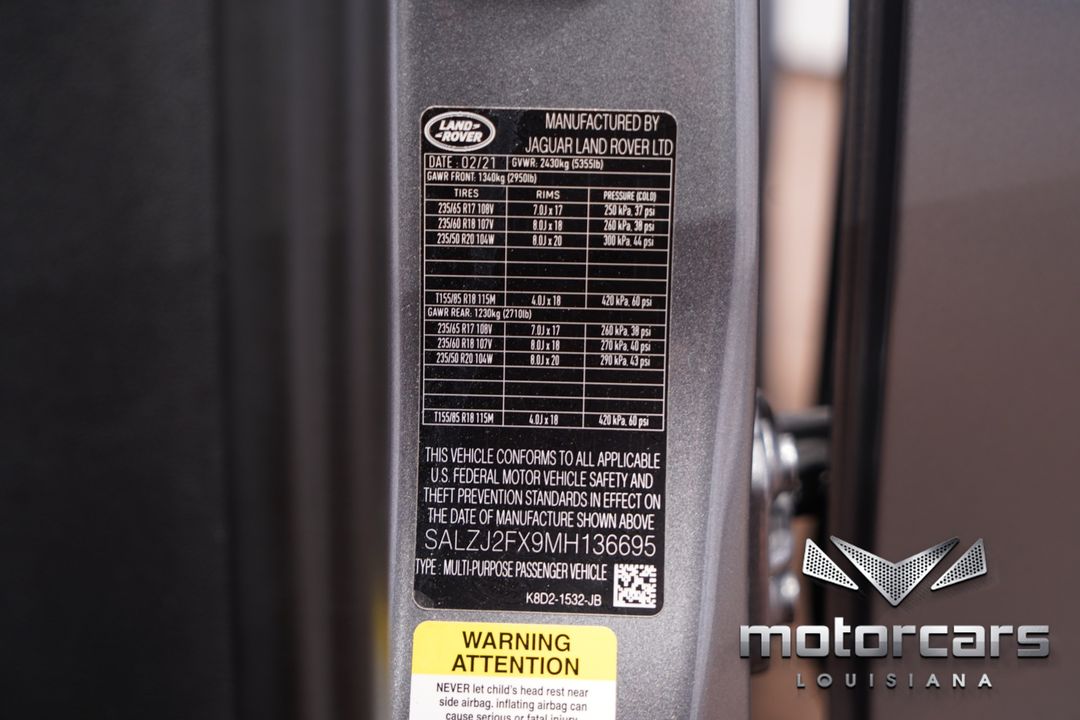 LAND-
-ROVER
MANUFACTURED BY
JAGUAR LAND ROVER LTD
DATE : 02/21 GVWR: 2430kg (5355lb)
GAWR FRONT: 1340kg (2950lb)
TIRES RIMS PRESSURE (COLD)
235/65 R17 108V 7.0J x 17 250 kPa, 37 psi
235/60 R18 107V 8.0J x 18 260 kPa, 38 psi
235/50 R20 104W 8.0J x 20 300 kPa, 44 psi
T155/85 R18 115M 4.0J x 18 420 kPa, 60 psi
GAWR REAR: 1230kg (2710lb)
235/65 R17 108V 7.0J x 17 260 kPa, 38 psi
235/60 R18 107V 8.0J x 18 270 kPa, 40 psi
235/50 R20 104W 8.0J x 20 290 kPa, 43 psi
T155/85 R18 115M 4.0J x 18 420 kPa, 60 psi
THIS VEHICLE CONFORMS TO ALL APPLICABLE
U.S. FEDERAL MOTOR VEHICLE SAFETY AND
THEFT PREVENTION STANDARDS IN EFFECT ON
THE DATE OF MANUFACTURE SHOWN ABOVE
SALZJ2FX9MH136695
TYPE : MULTI-PURPOSE PASSENGER VEHICLE
K8D2-1532-JB
WARNING
ATTENTION
NEVER let child's head rest near
side airbag. inflating airbag can
cause serious or fatal injury
motorcars
LOUISIANA